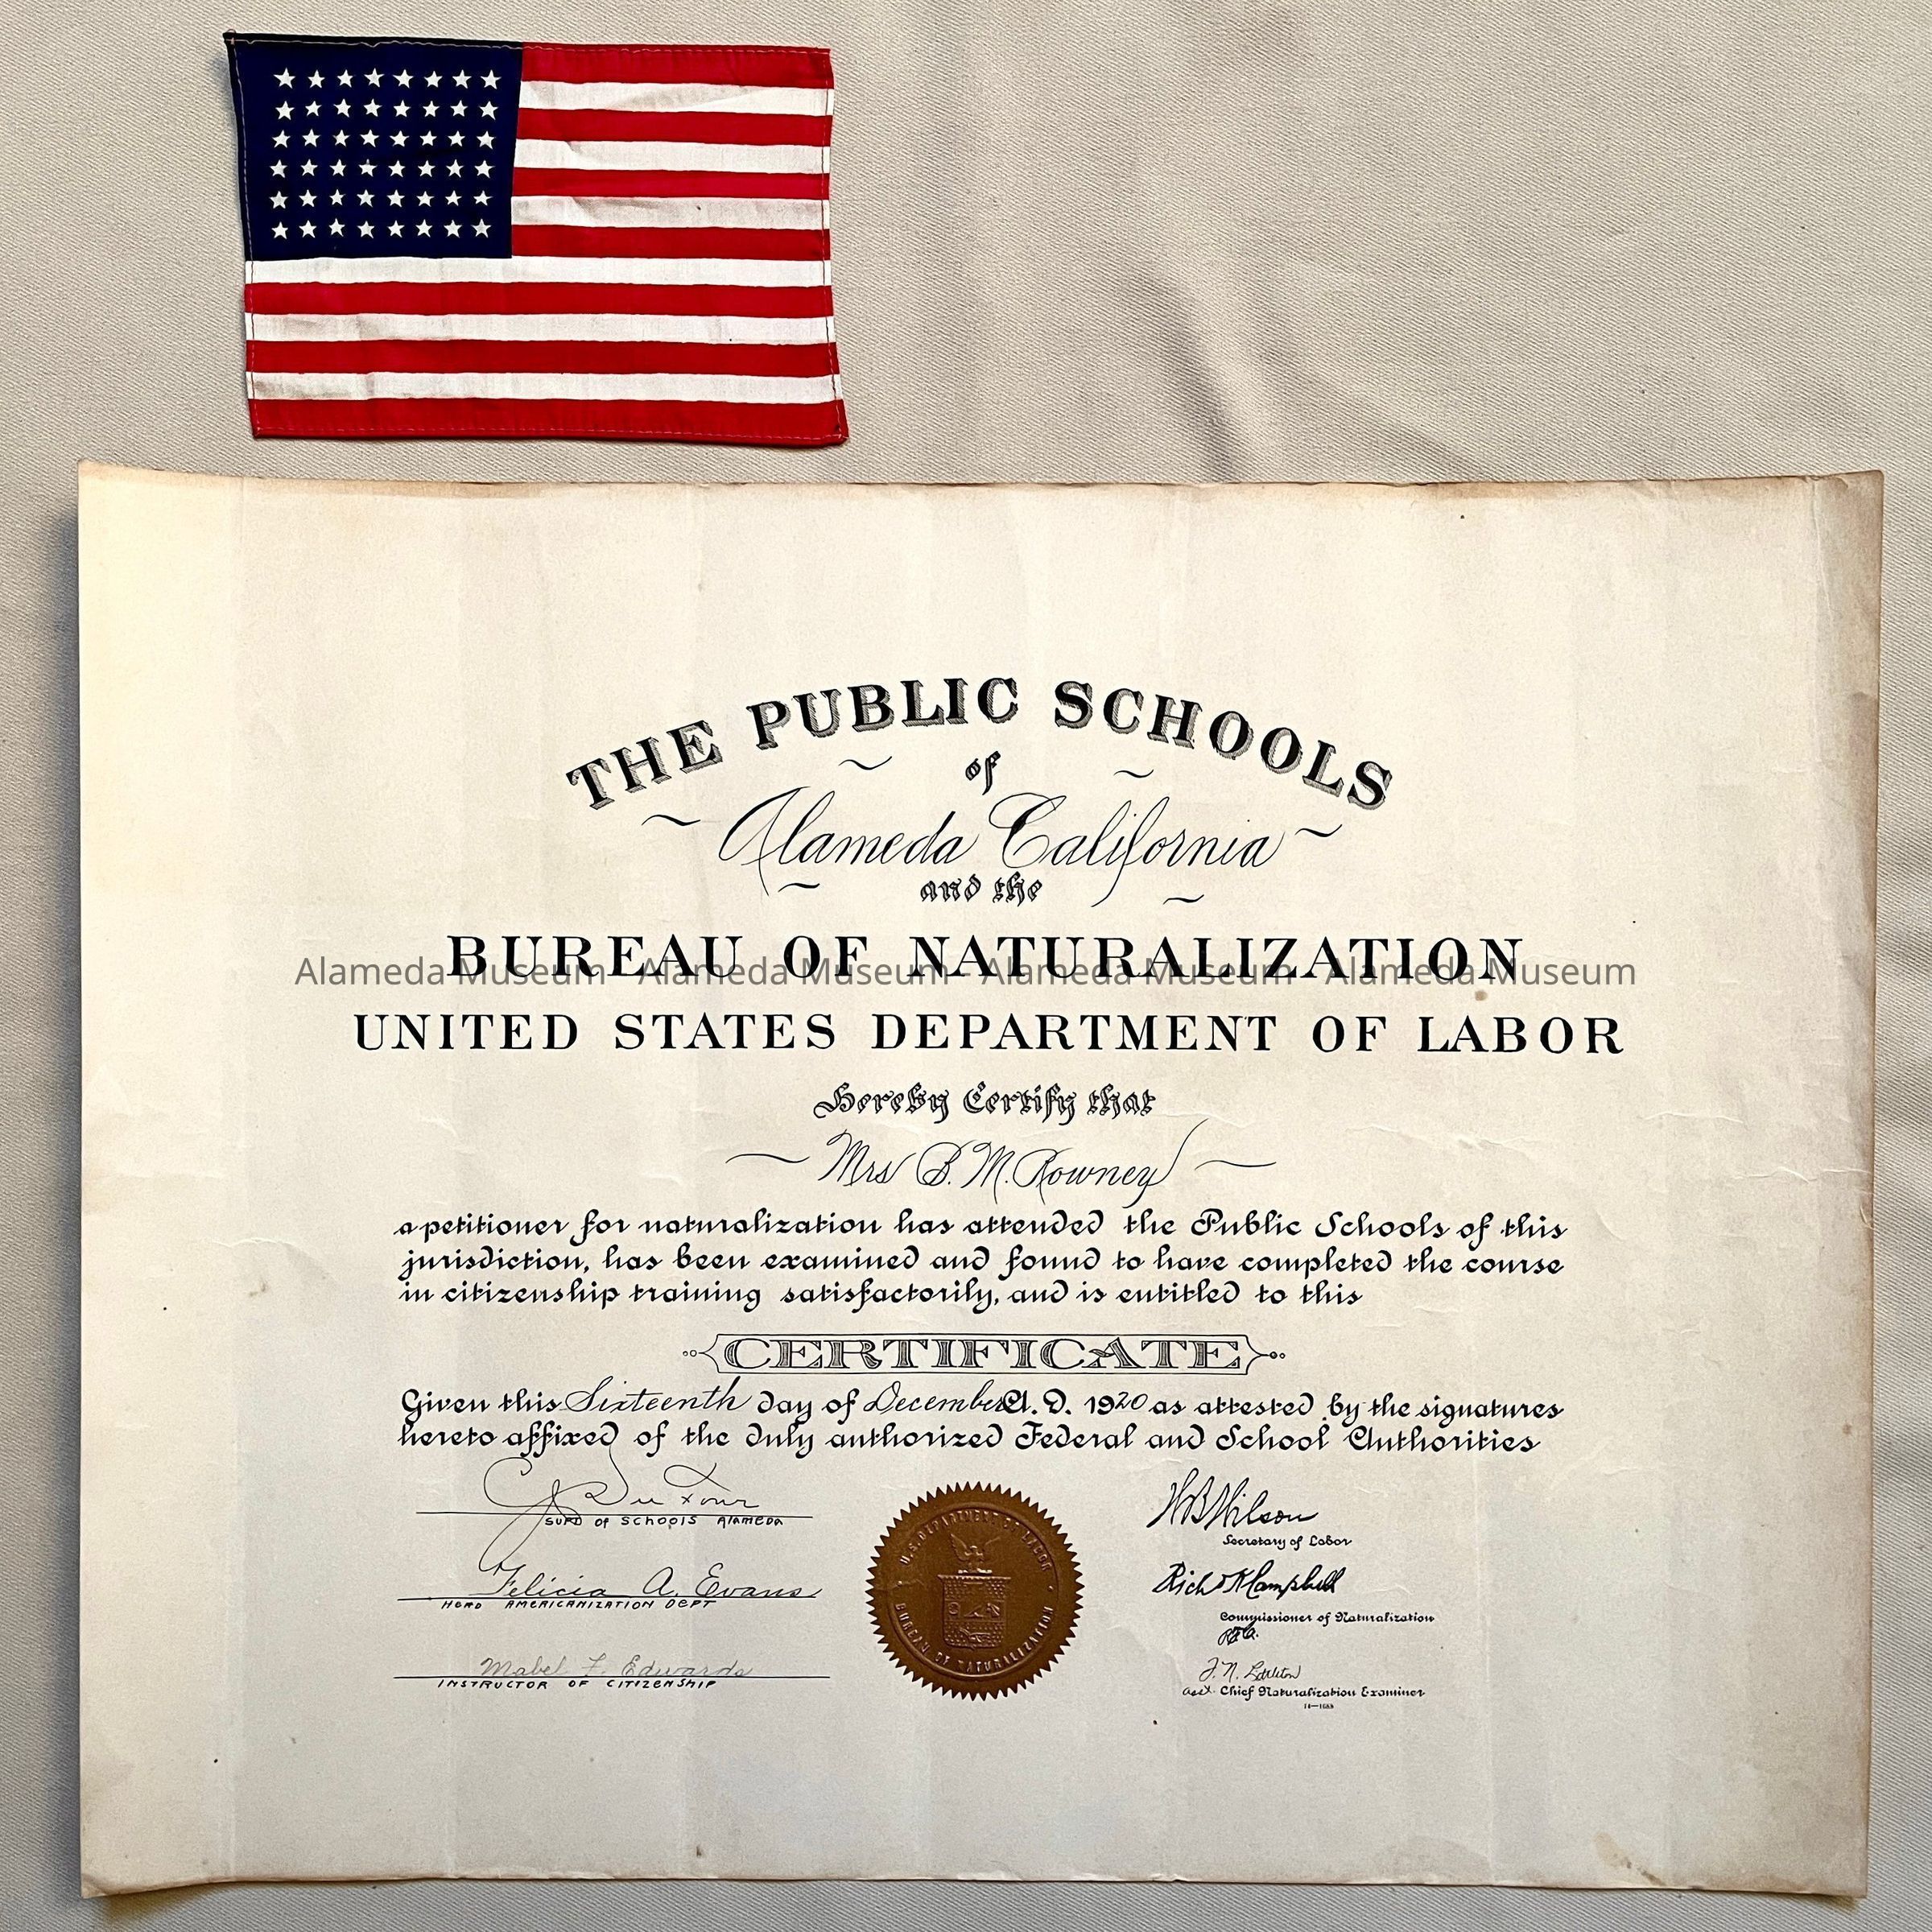 THE PUBLIC SCHOOLS
of
Alameda California
and the
BUREAU OF NATURALIZATION
Alameda Museum - Alameda Museum - Alameda Museum - Alameda Museum
UNITED STATES DEPARTMENT OF LABOR
Hereby Certify that
Mrs B. M. Rowney
a petitioner for naturalization has attended the Public Schools of this
jurisdiction, has been examined and found to have completed the course
in citizenship training satisfactorily, and is entitled to this
CERTIFICATE
Given this Sixteenth day of December A. D. 1920 as attested by the signatures
hereto affixed of the duly authorized Federal and School Authorities
Du Four
SUPD OF SCHOOLS ALAMEDA
Felicia A. Evans
HEAD AMERICANIZATION DEPT
Mabel F. Edwards
INSTRUCTOR OF CITIZENSHIP
U.S. DEPARTMENT OF LABOR
BUREAU OF NATURALIZATION
W B Wilson
Secretary of Labor
Rich K Campbell
Commissioner of Naturalization
asst. Chief Naturalization Examiner